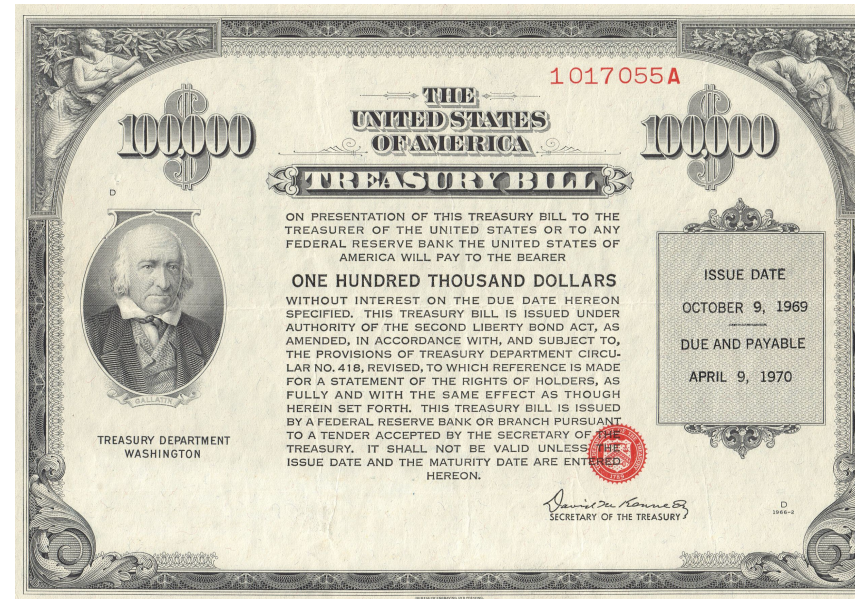 1017055A
THE
UNITED STATES
OF AMERICA
$
100,000
$
100,000
TREASURY BILL
D
ON PRESENTATION OF THIS TREASURY BILL TO THE
TREASURER OF THE UNITED STATES OR TO ANY
FEDERAL RESERVE BANK THE UNITED STATES OF
AMERICA WILL PAY TO THE BEARER
ONE HUNDRED THOUSAND DOLLARS
WITHOUT INTEREST ON THE DUE DATE HEREON
SPECIFIED. THIS TREASURY BILL IS ISSUED UNDER
AUTHORITY OF THE SECOND LIBERTY BOND ACT, AS
AMENDED, IN ACCORDANCE WITH, AND SUBJECT TO,
THE PROVISIONS OF TREASURY DEPARTMENT CIRCU-
LAR NO. 418, REVISED, TO WHICH REFERENCE IS MADE
FOR A STATEMENT OF THE RIGHTS OF HOLDERS, AS
FULLY AND WITH THE SAME EFFECT AS THOUGH
HEREIN SET FORTH. THIS TREASURY BILL IS ISSUED
BY A FEDERAL RESERVE BANK OR BRANCH PURSUANT
TO A TENDER ACCEPTED BY THE SECRETARY OF THE
TREASURY. IT SHALL NOT BE VALID UNLESS THE
ISSUE DATE AND THE MATURITY DATE ARE ENTERED
HEREON.
GALLATIN
TREASURY DEPARTMENT
WASHINGTON
ISSUE DATE
OCTOBER 9, 1969
DUE AND PAYABLE
APRIL 9, 1970
David M Kennedy
SECRETARY OF THE TREASURY
D
1966-2